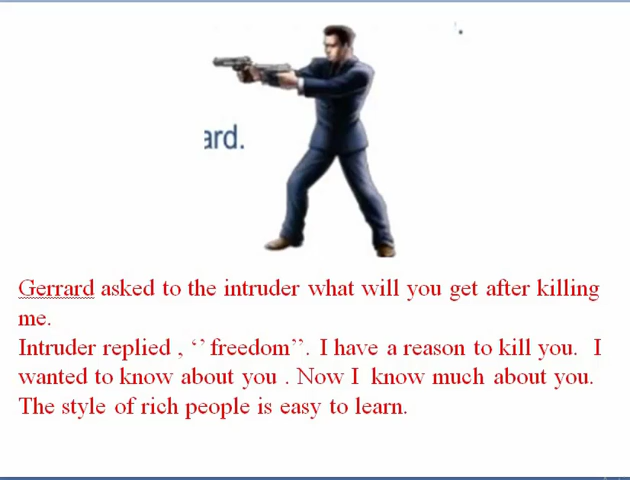 ard.
Gerrard asked to the intruder what will you get after killing
me.
Intruder replied , ‘’ freedom’’. I have a reason to kill you. I
wanted to know about you . Now I know much about you.
The style of rich people is easy to learn.